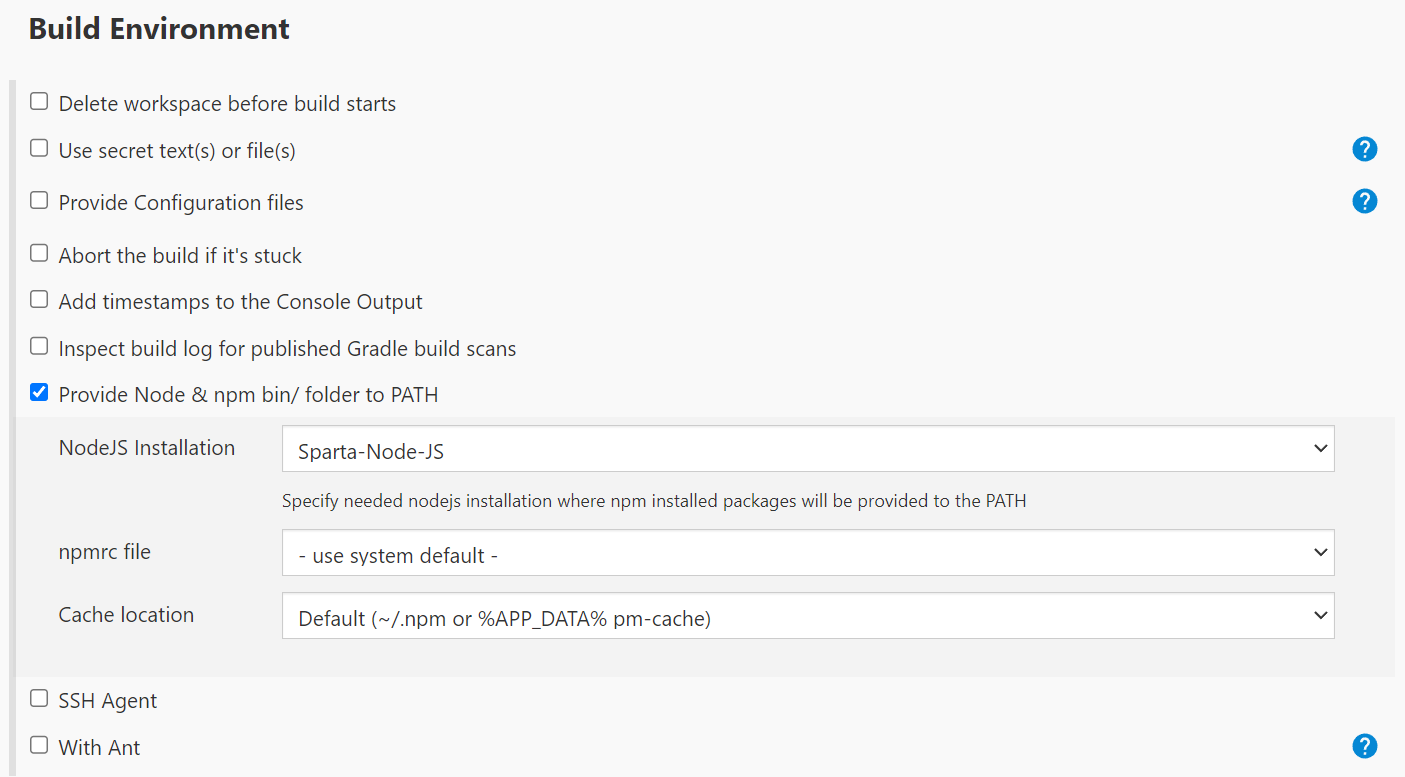 Build Environment
Delete workspace before build starts
Use secret text(s) or file(s)
?
Provide Configuration files
?
Abort the build if it's stuck
Add timestamps to the Console Output
Inspect build log for published Gradle build scans
Provide Node & npm bin/ folder to PATH
NodeJS Installation
Sparta-Node-JS
Specify needed nodejs installation where npm installed packages will be provided to the PATH
npmrc file
- use system default -
Cache location
Default (~/.npm or %APP_DATA% pm-cache)
SSH Agent
With Ant
?